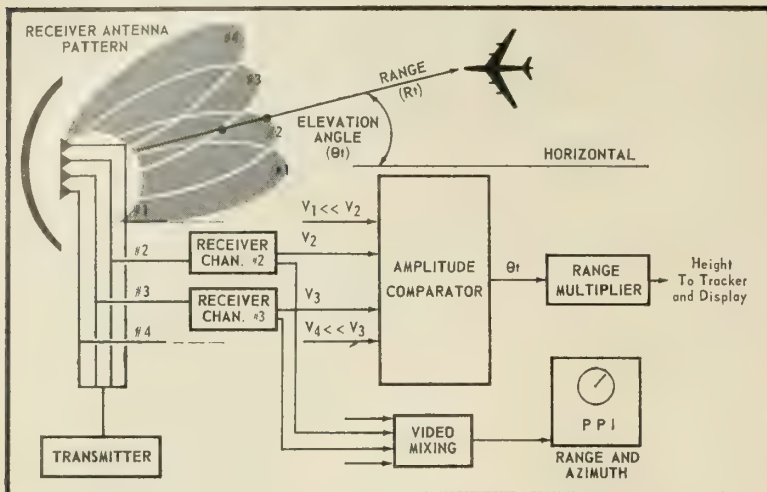 RECEIVER ANTENNA
PATTERN
#4
#3
#2
#1
RANGE
(Rt)
ELEVATION
ANGLE
(θt)
HORIZONTAL
#1
#2
#3
#4
RECEIVER
CHAN. #2
RECEIVER
CHAN. #3
V1 << V2
V2
V3
V4 << V3
AMPLITUDE
COMPARATOR
θt
RANGE
MULTIPLIER
Height
To Tracker
and Display
TRANSMITTER
VIDEO
MIXING
PPI
RANGE AND
AZIMUTH